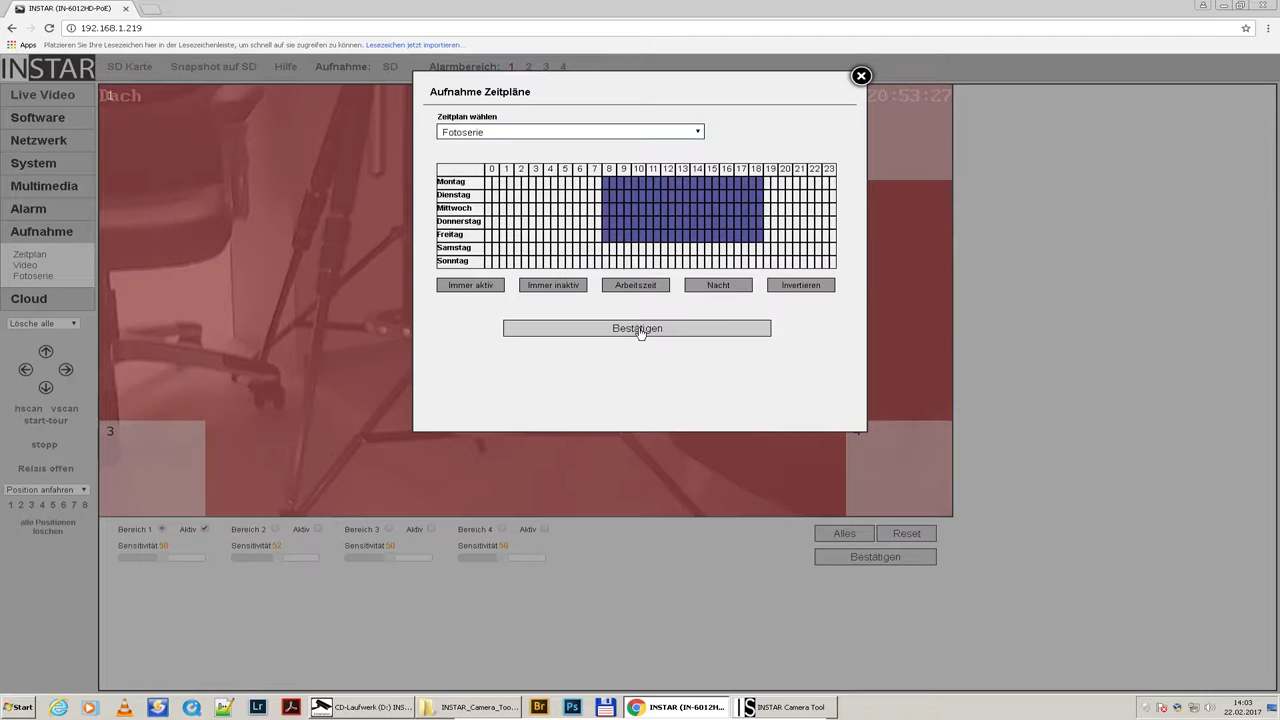 INSTAR (IN-6012HD-PoE)
192.168.1.219
Apps Platzieren Sie Ihre Lesezeichen hier in der Lesezeichenleiste, um schnell auf sie zugreifen zu können. Lesezeichen jetzt importieren...
INSTAR SD Karte Snapshot auf SD Hilfe Aufnahme: SD Alarmbereich: 1 2 3 4
Live Video
Software
Netzwerk
System
Multimedia
Alarm
Aufnahme
Zeitplan
Video
Fotoserie
Cloud
Lösche alle
hscan vscan
start-tour
stopp
Relais offen
Position anfahren
1 2 3 4 5 6 7 8
alle Positionen
löschen
1
Dach
20:53:27
3
Aufnahme Zeitpläne
Zeitplan wählen
Fotoserie
0 1 2 3 4 5 6 7 8 9 10 11 12 13 14 15 16 17 18 19 20 21 22 23
Montag
Dienstag
Mittwoch
Donnerstag
Freitag
Samstag
Sonntag
Immer aktiv Immer inaktiv Arbeitszeit Nacht Invertieren
Bestätigen
Bereich 1 Aktiv Bereich 2 Aktiv Bereich 3 Aktiv Bereich 4 Aktiv
Sensitivität 50 Sensitivität 52 Sensitivität 50 Sensitivität 50
Alles Reset
Bestätigen
Start Lr CD-Laufwerk (D:) INS... INSTAR_Camera_Too... Br Ps INSTAR (IN-6012H... INSTAR Camera Tool
14:03
22.02.2017